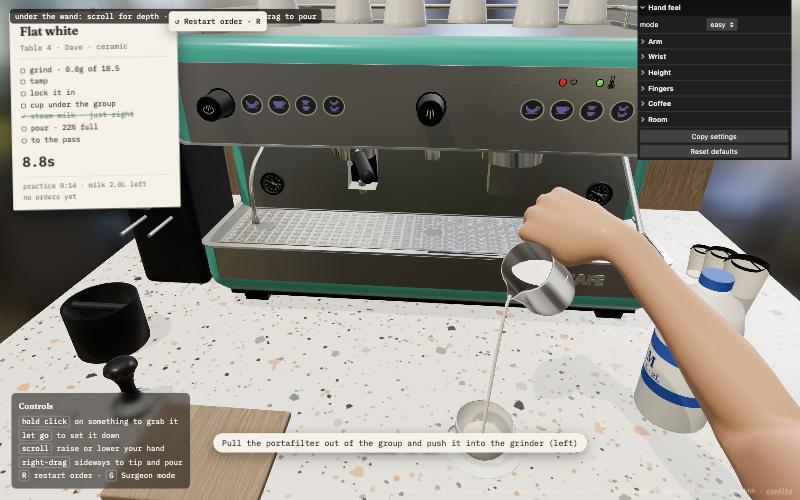 under the window: scroll for depth ·
↺ Restart order · R
rag to pour
Flat white
Table 4 · Dave · ceramic
grind · 0.0g of 18.5
tamp
lock it in
cup under the group
✓ steam milk · just right
pour · 22% full
to the pass
8.8s
practice 0:14 · milk 2.0L left
no orders yet
Hand feel
mode
easy
Arm
Wrist
Height
Fingers
Coffee
Room
Copy settings
Reset defaults
CAFE
M
2L
Controls
hold click on something to grab it
let go to set it down
scroll raise or lower your hand
right-drag sideways to tip and pour
R restart order · G Surgeon mode
Pull the portafilter out of the group and push it into the grinder (left)
credits